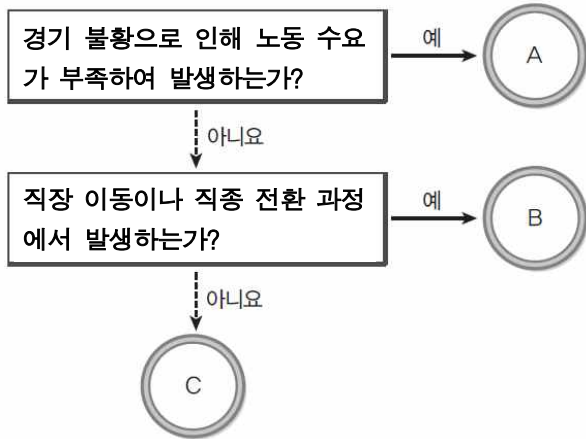 경기 불황으로 인해 노동 수요
가 부족하여 발생하는가?
예
A
아니요
직장 이동이나 직종 전환 과정
에서 발생하는가?
예
B
아니요
C